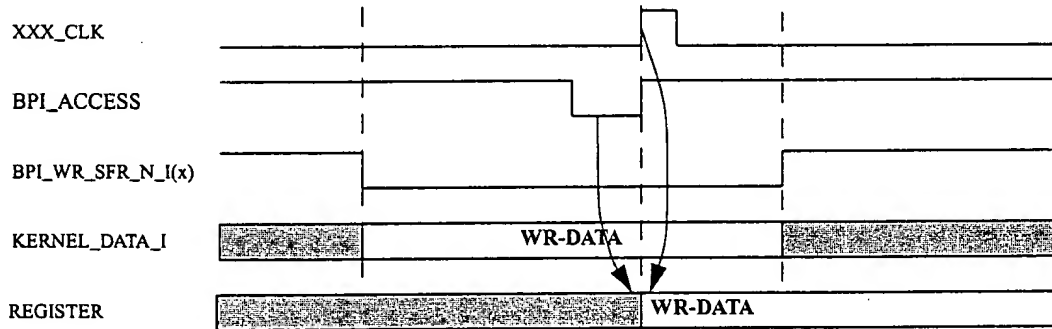 XXX_CLK
BPI_ACCESS
BPI_WR_SFR_N_I(x)
KERNEL_DATA_I WR-DATA
REGISTER WR-DATA